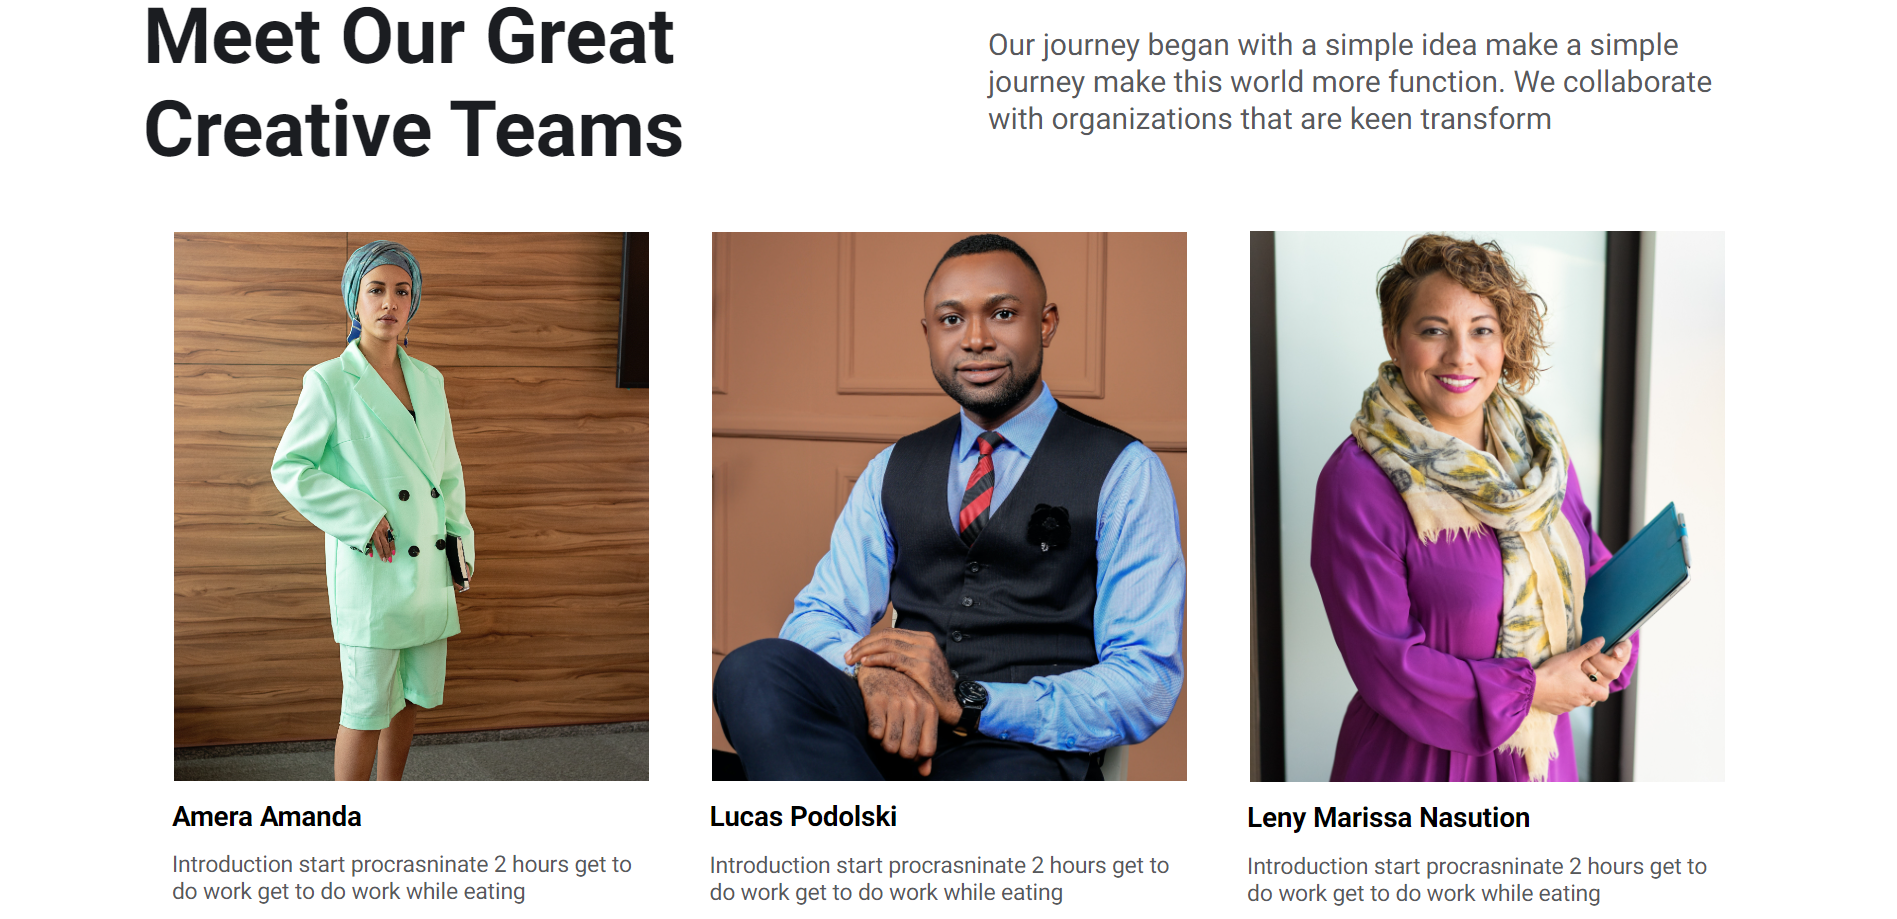 Meet Our Great
Creative Teams
Our journey began with a simple idea make a simple
journey make this world more function. We collaborate
with organizations that are keen transform
Amera Amanda
Introduction start procrasninate 2 hours get to
do work get to do work while eating
Lucas Podolski
Introduction start procrasninate 2 hours get to
do work get to do work while eating
Leny Marissa Nasution
Introduction start procrasninate 2 hours get to
do work get to do work while eating